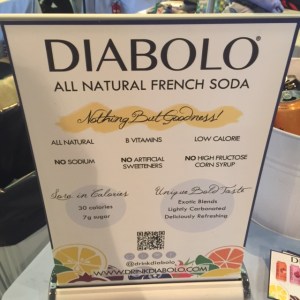 DIABOLO®
ALL NATURAL FRENCH SODA
Nothing But Goodness!
ALL NATURAL B VITAMINS LOW CALORIE
NO SODIUM NO ARTIFICIAL SWEETENERS NO HIGH FRUCTOSE CORN SYRUP
Low in Calories
30 calories
7g sugar
Unique Bold Taste
Exotic Blends
Lightly Carbonated
Deliciously Refreshing
@drinkdiabolo
WWW.DRINKDIABOLO.COM